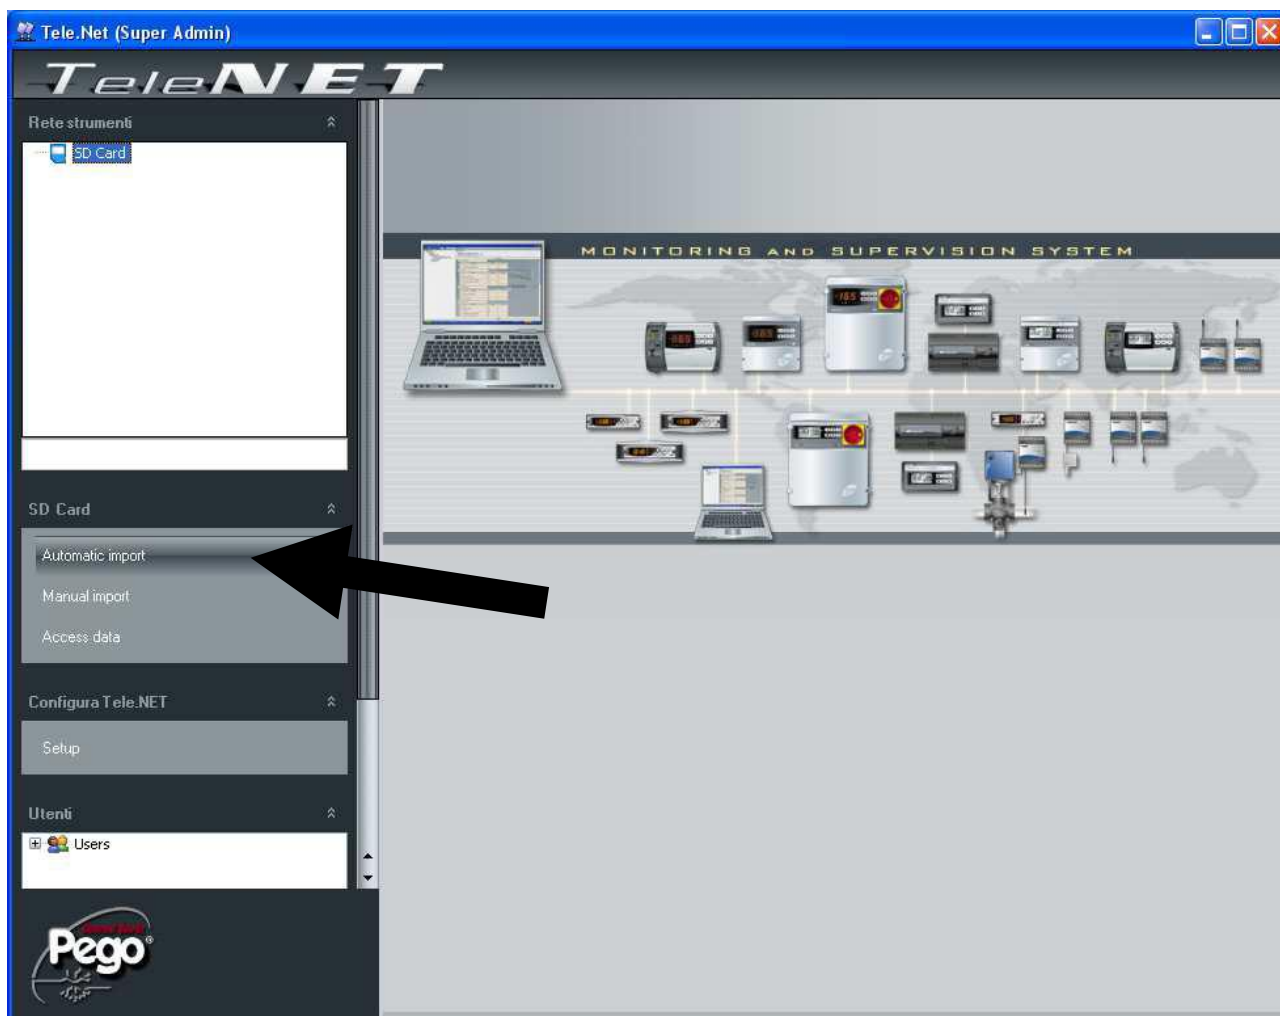 Tele.Net (Super Admin)
TeleNET
Rete strumenti
SD Card
MONITORING AND SUPERVISION SYSTEM
SD Card
Automatic import
Manual import
Access data
Configura Tele.NET
Setup
Utenti
Users
Pego®